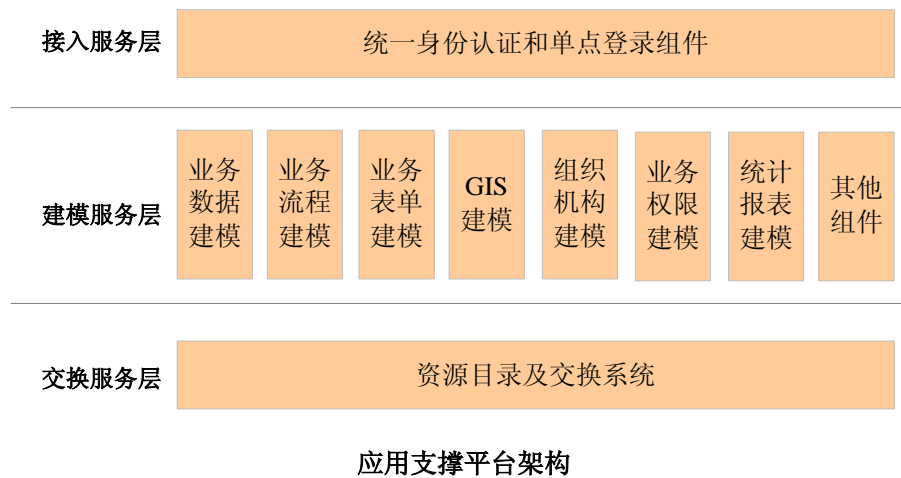 接入服务层
统一身份认证和单点登录组件
建模服务层
业务
数据
建模
业务
流程
建模
业务
表单
建模
GIS
建模
组织
机构
建模
业务
权限
建模
统计
报表
建模
其他
组件
交换服务层
资源目录及交换系统
应用支撑平台架构